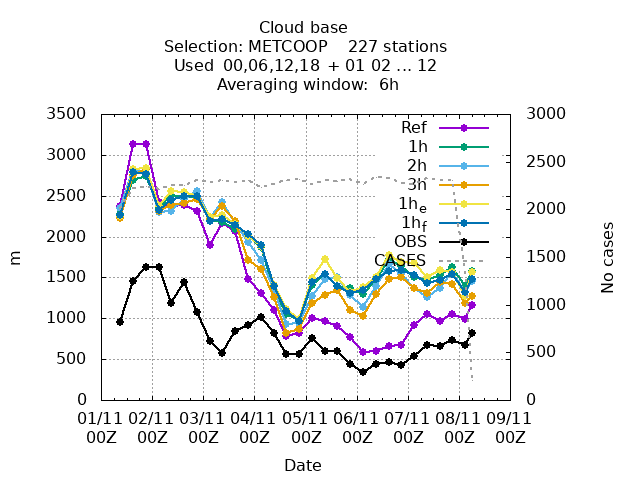 Cloud base
Selection: METCOOP    227 stations
Used  00,06,12,18  + 01 02 ... 12
Averaging window:  6h
3500
3000
2500
2000
1500
1000
500
0
m
3000
2500
2000
1500
1000
500
0
No cases
Ref
1h
2h
3h
1he
1hf
OBS
CASES
01/11 02/11 03/11 04/11 05/11 06/11 07/11 08/11 09/11
00Z 00Z 00Z 00Z 00Z 00Z 00Z 00Z 00Z
Date